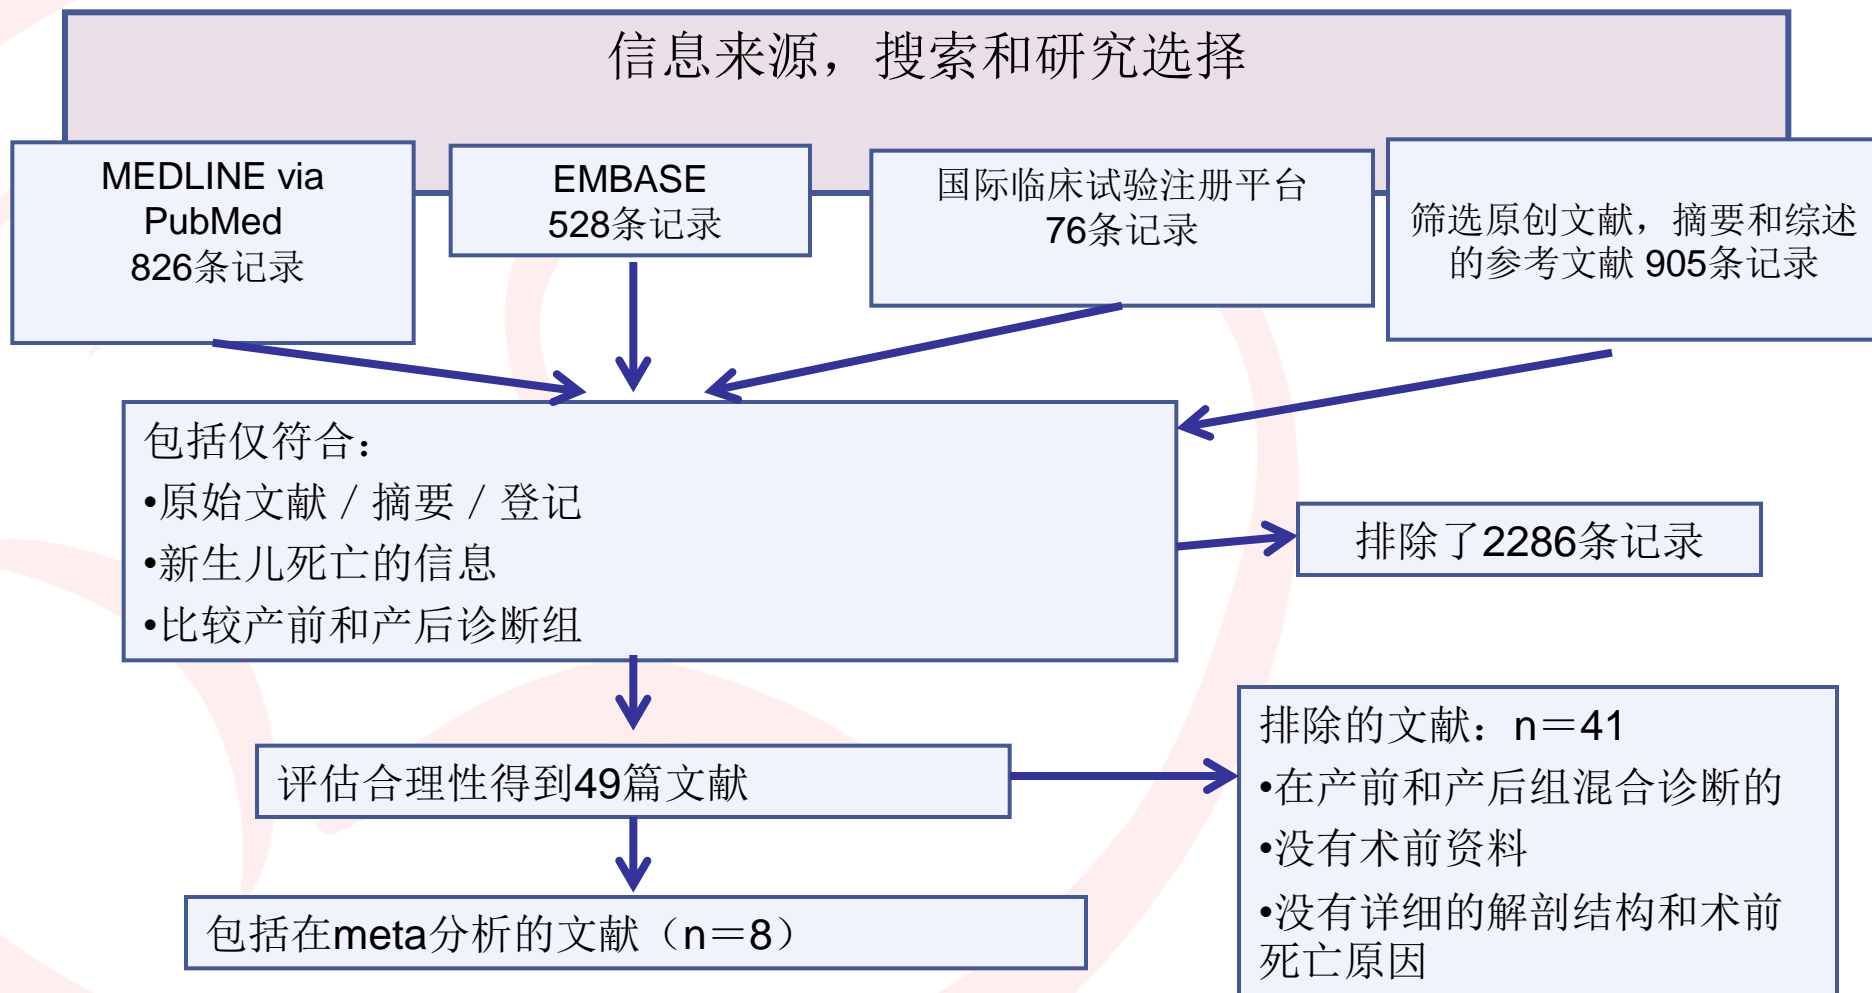 信息来源，搜索和研究选择
MEDLINE via
PubMed
826条记录
EMBASE
528条记录
国际临床试验注册平台
76条记录
筛选原创文献，摘要和综述
的参考文献 905条记录
包括仅符合：
•原始文献／摘要／登记
•新生儿死亡的信息
•比较产前和产后诊断组
排除了2286条记录
评估合理性得到49篇文献
排除的文献：n＝41
•在产前和产后组混合诊断的
•没有术前资料
•没有详细的解剖结构和术前
死亡原因
包括在meta分析的文献（n＝8）